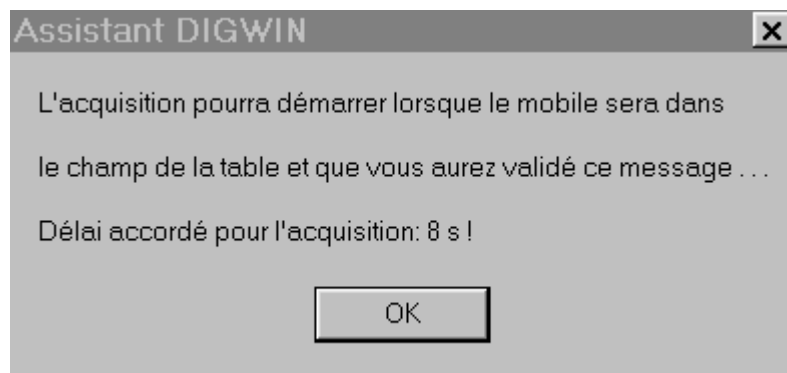 Assistant DIGWIN
L'acquisition pourra démarrer lorsque le mobile sera dans
le champ de la table et que vous aurez validé ce message . . .
Délai accordé pour l'acquisition: 8 s !
OK